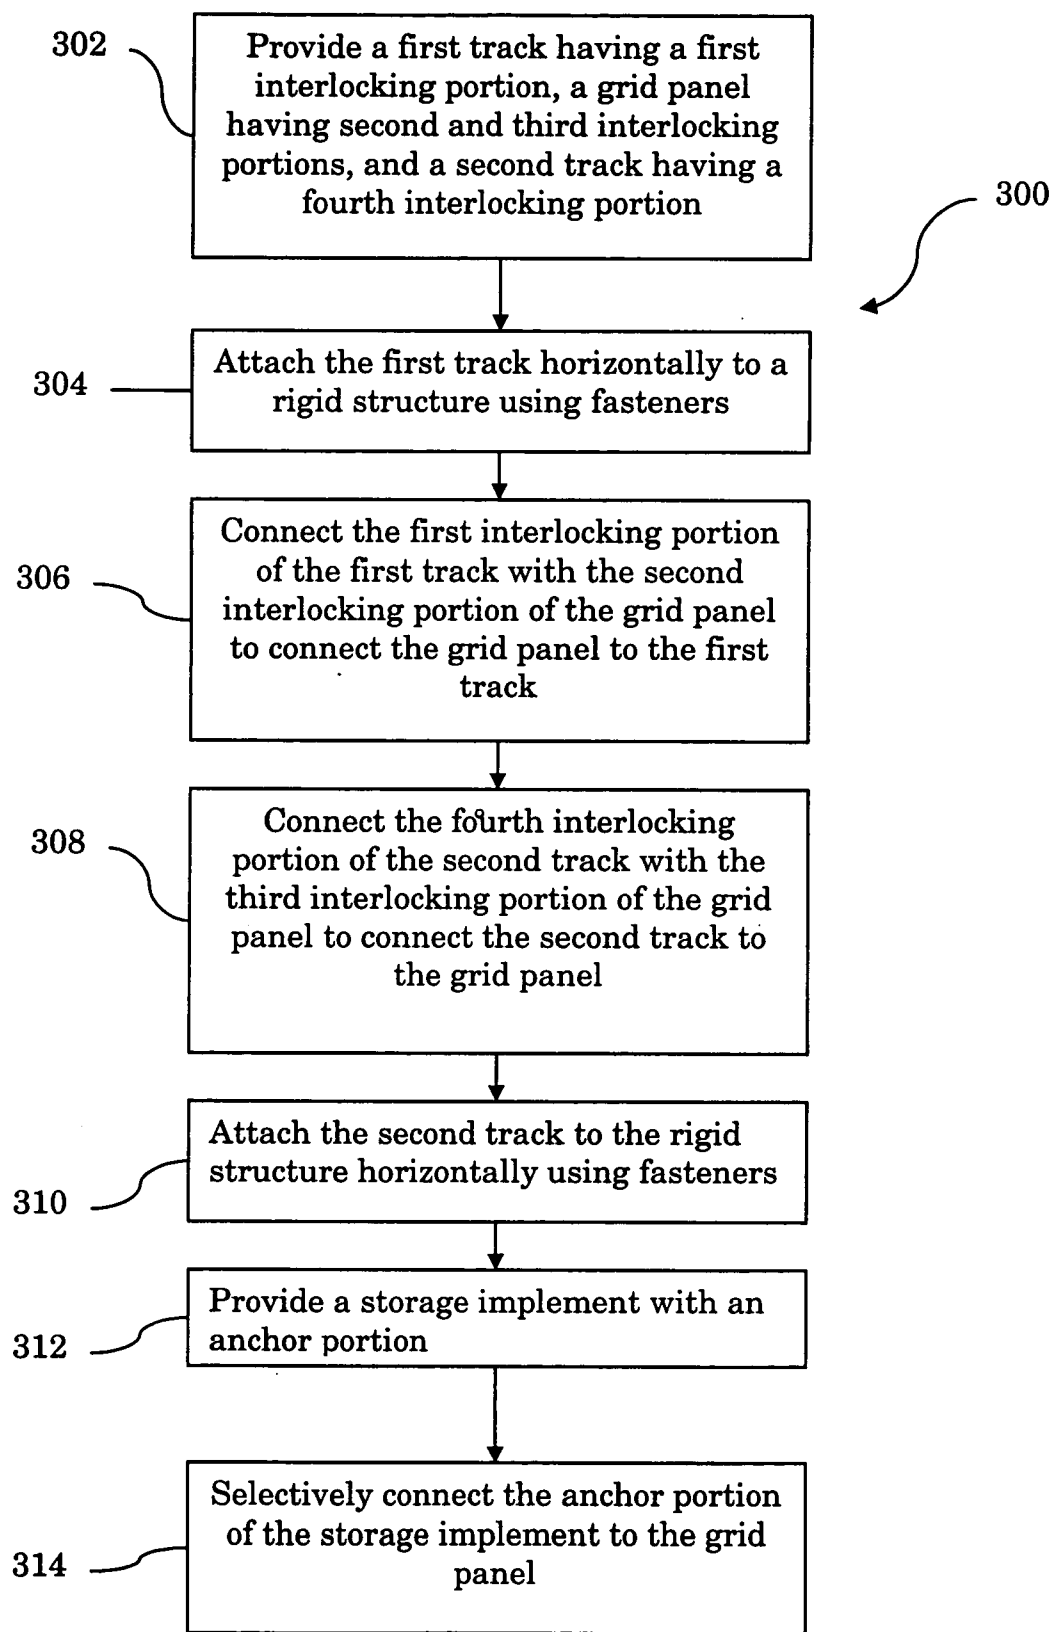 302
Provide a first track having a first
interlocking portion, a grid panel
having second and third interlocking
portions, and a second track having a
fourth interlocking portion
300
304
Attach the first track horizontally to a
rigid structure using fasteners
306
Connect the first interlocking portion
of the first track with the second
interlocking portion of the grid panel
to connect the grid panel to the first
track
308
Connect the fourth interlocking
portion of the second track with the
third interlocking portion of the grid
panel to connect the second track to
the grid panel
310
Attach the second track to the rigid
structure horizontally using fasteners
312
Provide a storage implement with an
anchor portion
314
Selectively connect the anchor portion
of the storage implement to the grid
panel